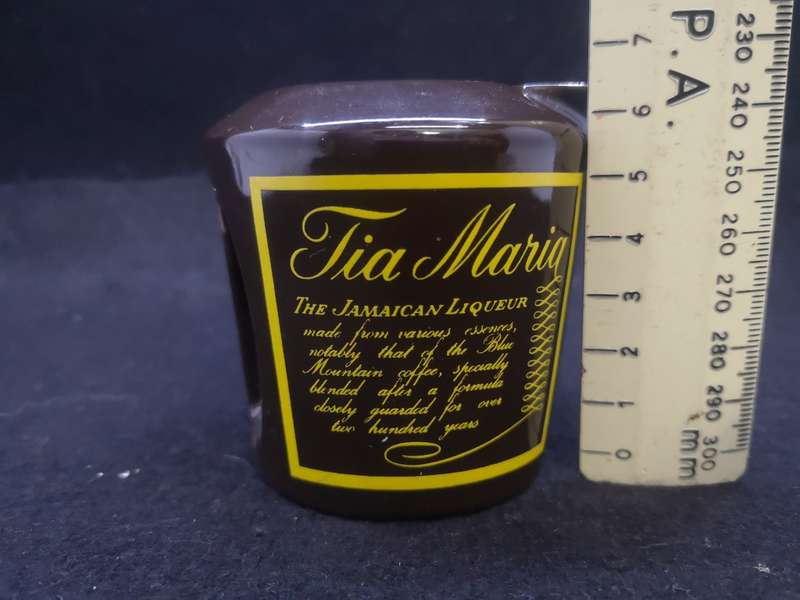 Tia Maria
THE JAMAICAN LIQUEUR
made from various essences,
notably that of the Blue
Mountain coffee, specially
blended after a formula
closely guarded for over
two hundred years
P.A.
7
6
5
4
3
2
1
0
230
240
250
260
270
280
290
300
mm